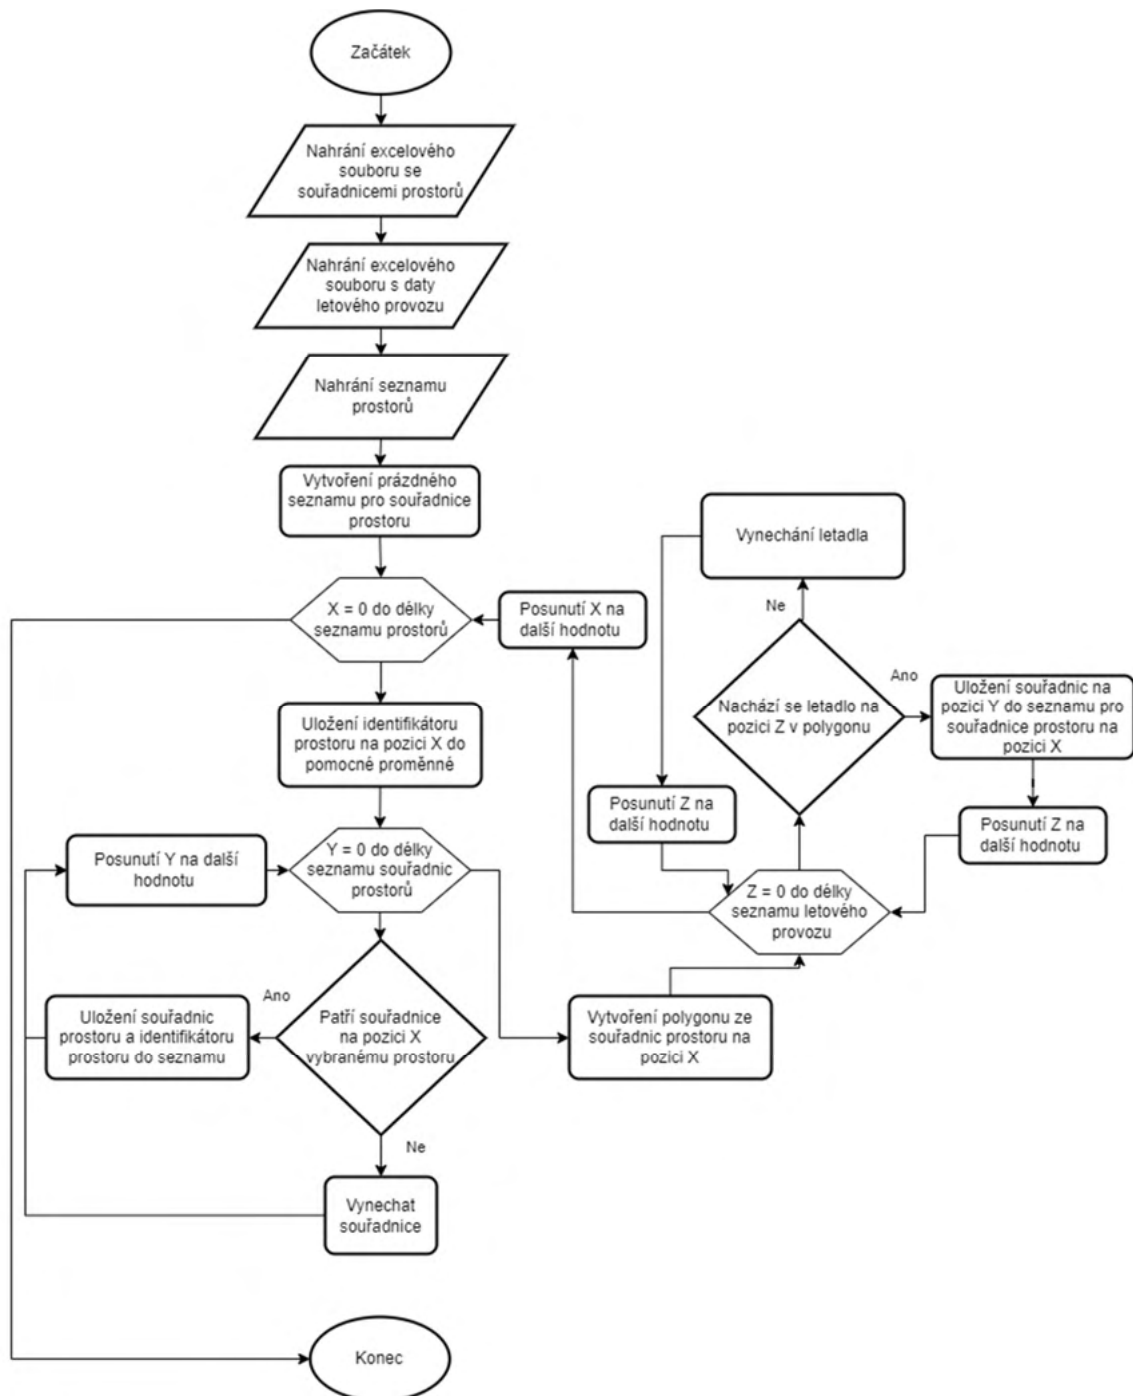 Začátek
Nahrání excelového
souboru se
souřadnicemi prostorů
Nahrání excelového
souboru s daty
letového provozu
Nahrání seznamu
prostorů
Vytvoření prázdného
seznamu pro souřadnice
prostoru
X = 0 do délky
seznamu prostorů
Posunutí X na
další hodnotu
Uložení identifikátoru
prostoru na pozici X do
pomocné proměnné
Posunutí Y na další
hodnotu
Y = 0 do délky
seznamu souřadnic
prostorů
Ano
Uložení souřadnic
prostoru a identifikátoru
prostoru do seznamu
Patří souřadnice
na pozici X
vybranému prostoru
Ne
Vynechat
souřadnice
Vytvoření polygonu ze
souřadnic prostoru na
pozici X
Z = 0 do délky
seznamu letového
provozu
Nachází se letadlo na
pozici Z v polygonu
Ne
Vynechání letadla
Posunutí Z na
další hodnotu
Ano
Uložení souřadnic na
pozici Y do seznamu pro
souřadnice prostoru na
pozici X
Posunutí Z na
další hodnotu
Konec